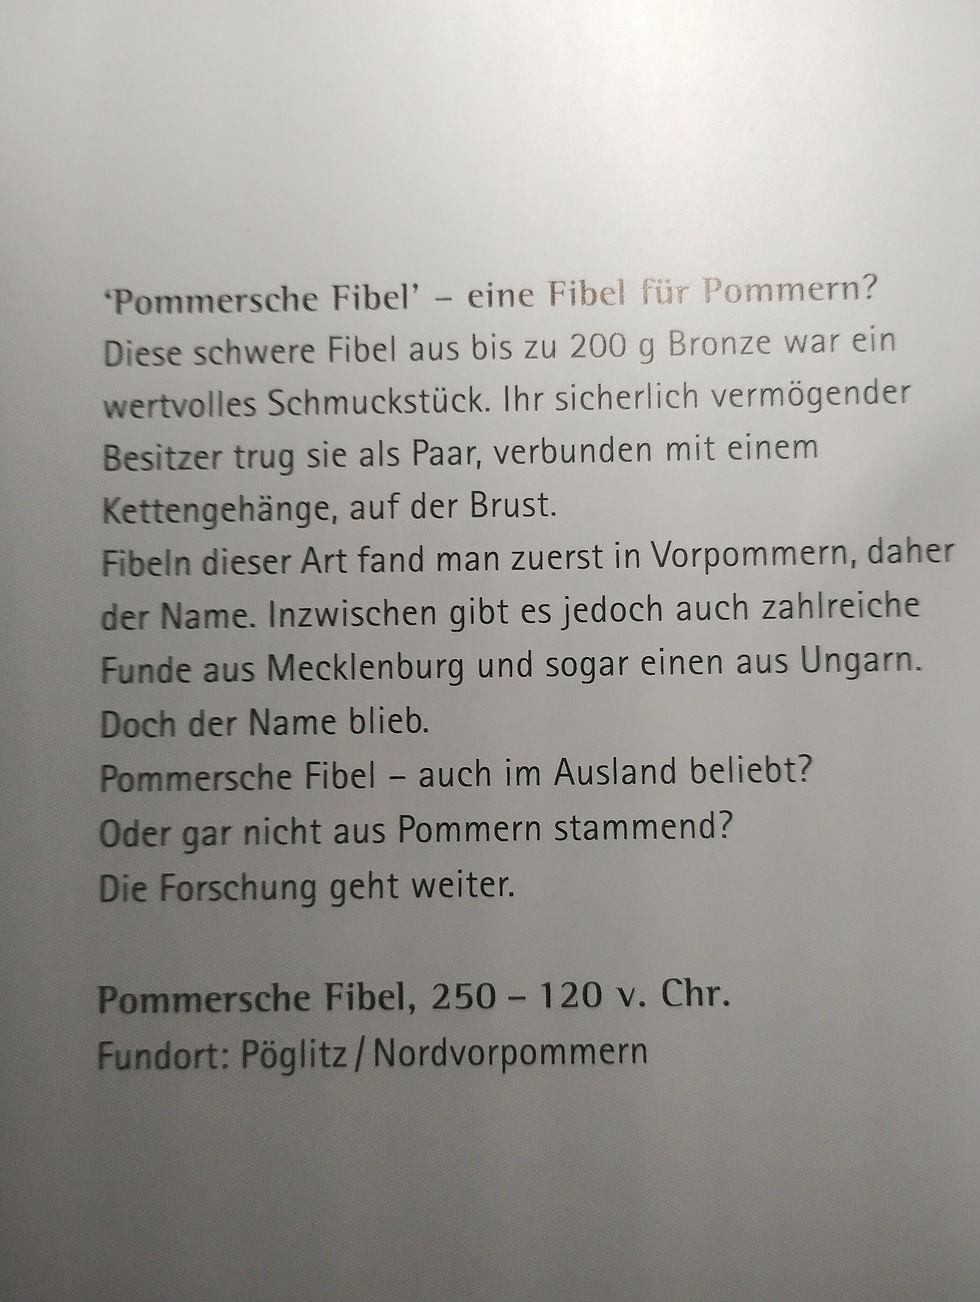 ‘Pommersche Fibel’ – eine Fibel für Pommern?
Diese schwere Fibel aus bis zu 200 g Bronze war ein
wertvolles Schmuckstück. Ihr sicherlich vermögender
Besitzer trug sie als Paar, verbunden mit einem
Kettengehänge, auf der Brust.
Fibeln dieser Art fand man zuerst in Vorpommern, daher
der Name. Inzwischen gibt es jedoch auch zahlreiche
Funde aus Mecklenburg und sogar einen aus Ungarn.
Doch der Name blieb.
Pommersche Fibel – auch im Ausland beliebt?
Oder gar nicht aus Pommern stammend?
Die Forschung geht weiter.
Pommersche Fibel, 250 – 120 v. Chr.
Fundort: Pöglitz / Nordvorpommern